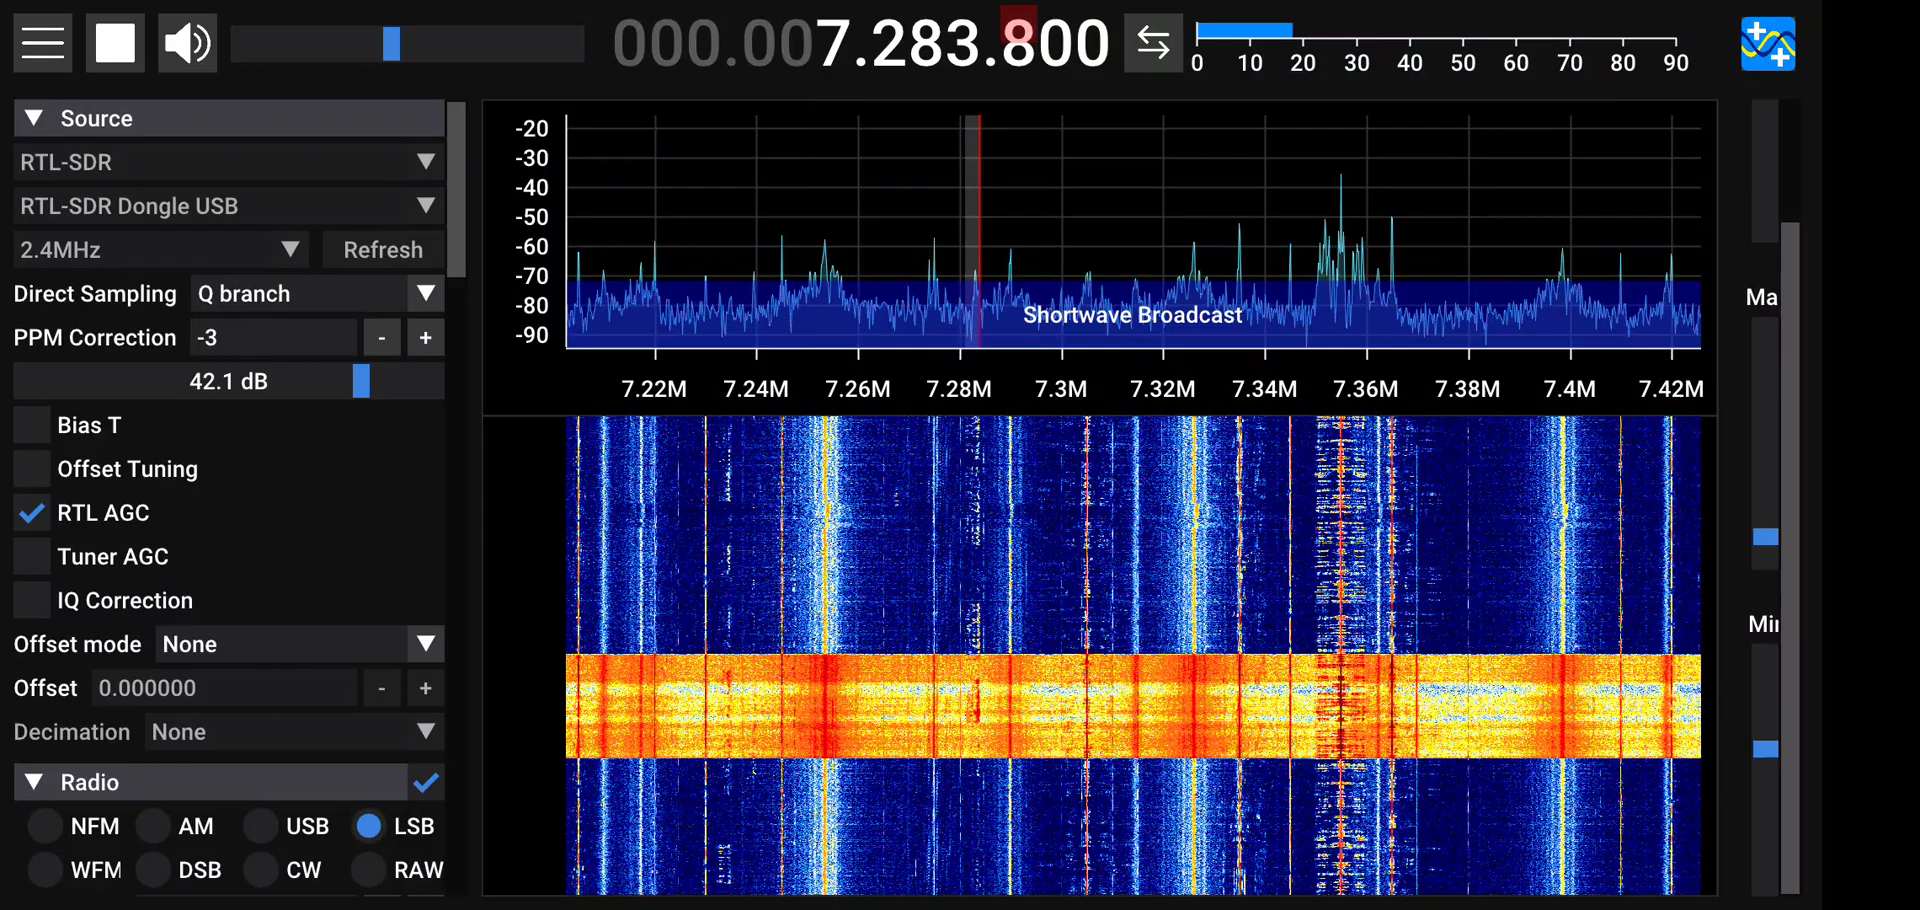 000.007.283.800
0 10 20 30 40 50 60 70 80 90
Source
RTL-SDR
RTL-SDR Dongle USB
2.4MHz Refresh
Direct Sampling Q branch
PPM Correction -3 - +
42.1 dB
Bias T
Offset Tuning
RTL AGC
Tuner AGC
IQ Correction
Offset mode None
Offset 0.000000 - +
Decimation None
Radio
NFM AM USB LSB
WFM DSB CW RAW
-20
-30
-40
-50
-60
-70
-80
-90
Shortwave Broadcast
7.22M 7.24M 7.26M 7.28M 7.3M 7.32M 7.34M 7.36M 7.38M 7.4M 7.42M
Ma
Min